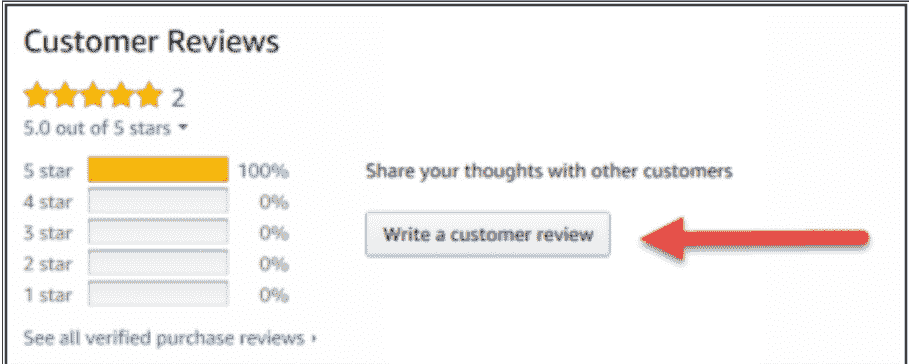 Customer Reviews
2
5.0 out of 5 stars
5 star 100%
Share your thoughts with other customers
4 star 0%
3 star 0%
Write a customer review
2 star 0%
1 star 0%
See all verified purchase reviews ›